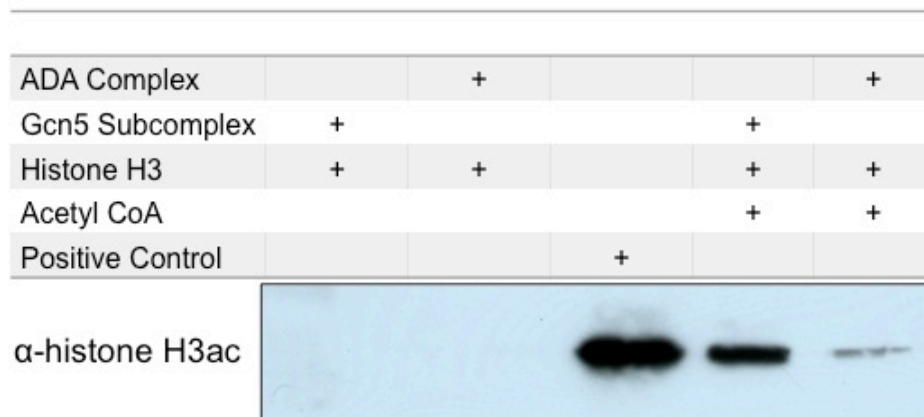 ADA Complex + +
Gcn5 Subcomplex + +
Histone H3 + + + +
Acetyl CoA + +
Positive Control +
α-histone H3ac